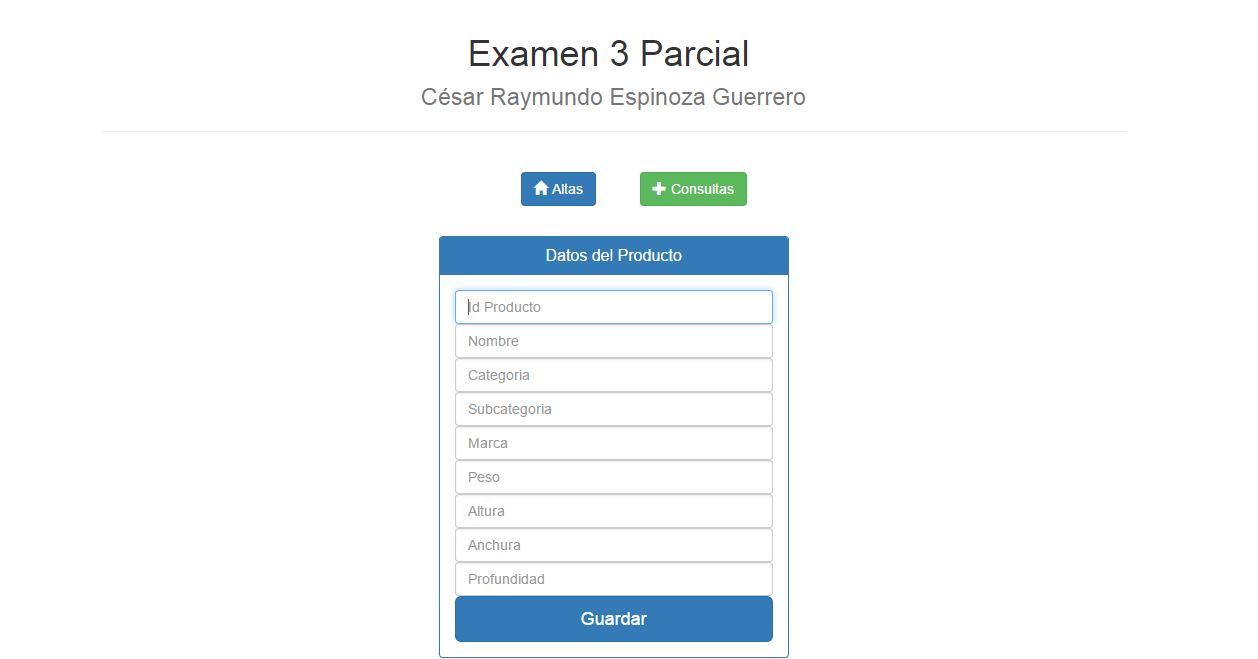 Examen 3 Parcial
César Raymundo Espinoza Guerrero
Altas
Consultas
Datos del Producto
Id Producto
Nombre
Categoria
Subcategoria
Marca
Peso
Altura
Anchura
Profundidad
Guardar